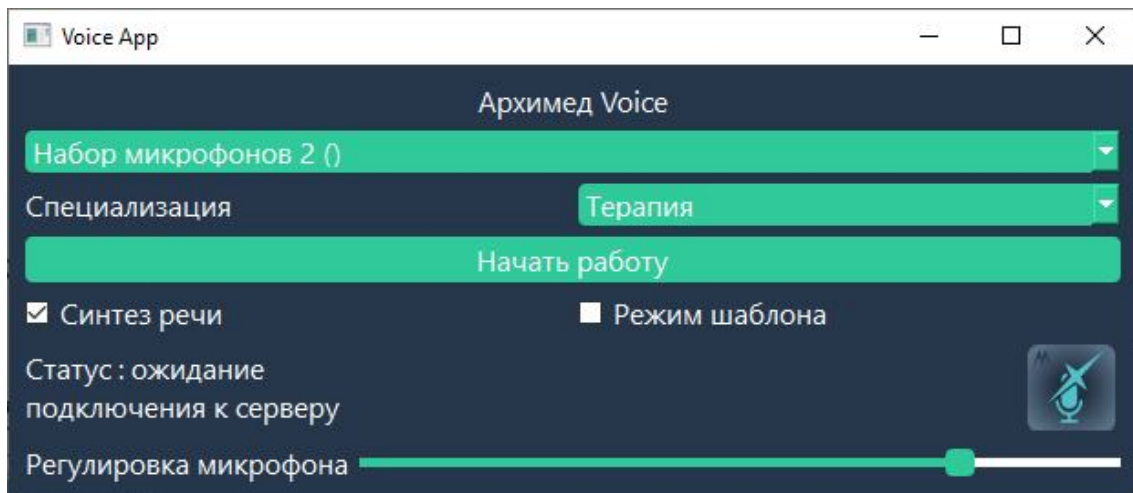 Voice App
Архимед Voice
Набор микрофонов 2 ()
Специализация
Терапия
Начать работу
Синтез речи
Режим шаблона
Статус : ожидание
подключения к серверу
Регулировка микрофона